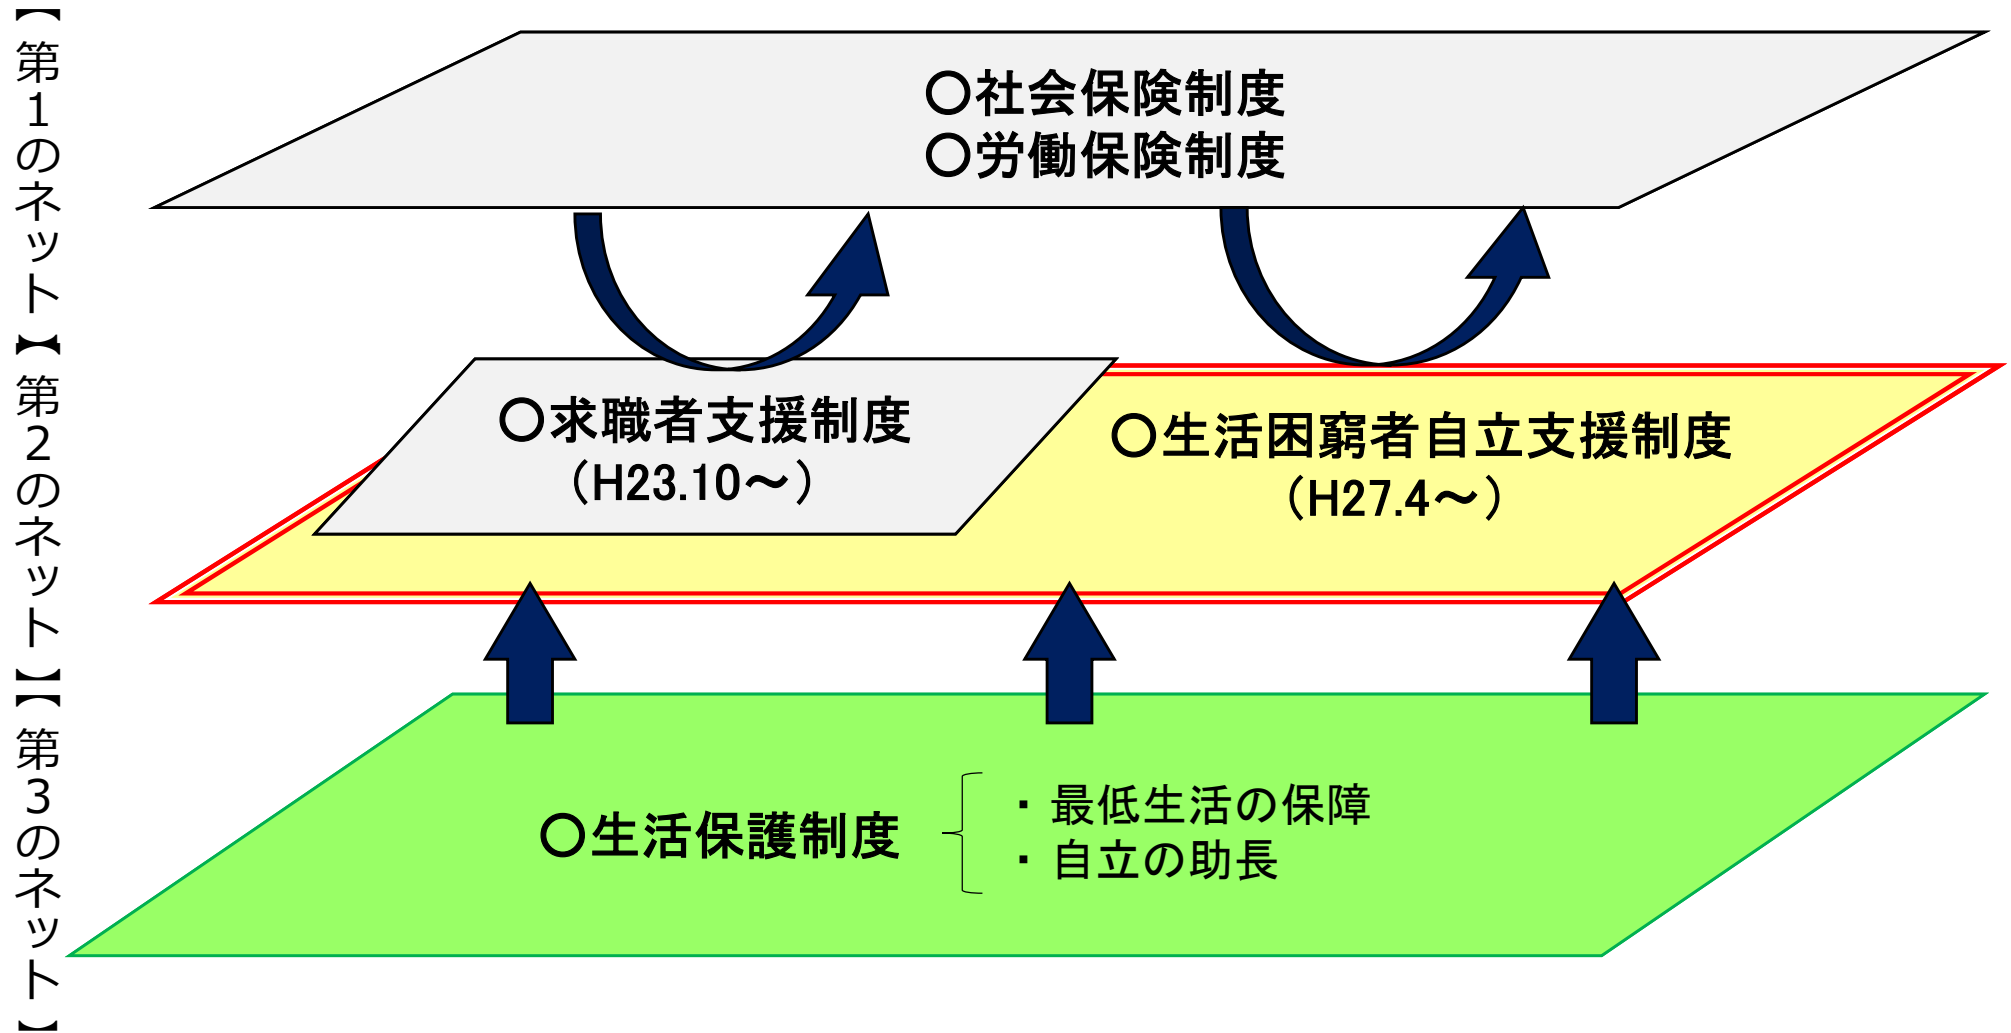 【第１のネット】
○社会保険制度
○労働保険制度
【第２のネット】
○求職者支援制度
（H23.10～）
○生活困窮者自立支援制度
（H27.4～）
【第３のネット】
○生活保護制度
・最低生活の保障
・自立の助長